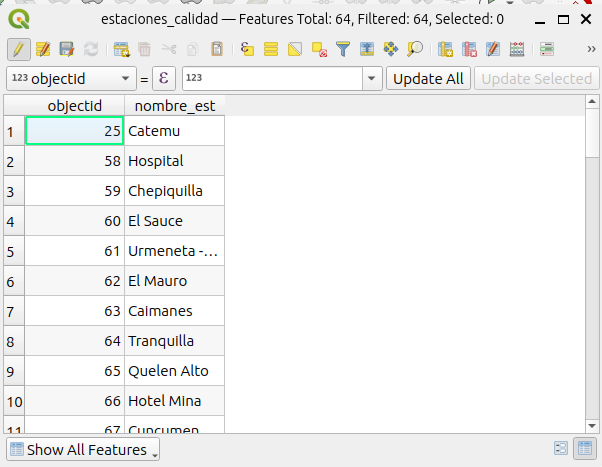 estaciones_calidad — Features Total: 64, Filtered: 64, Selected: 0
123 objectid = ε 123 Update All Update Selected
objectid nombre_est
1 25 Catemu
2 58 Hospital
3 59 Chepiquilla
4 60 El Sauce
5 61 Urmeneta -...
6 62 El Mauro
7 63 Caimanes
8 64 Tranquilla
9 65 Quelen Alto
10 66 Hotel Mina
11 67 Cuncumen
Show All Features